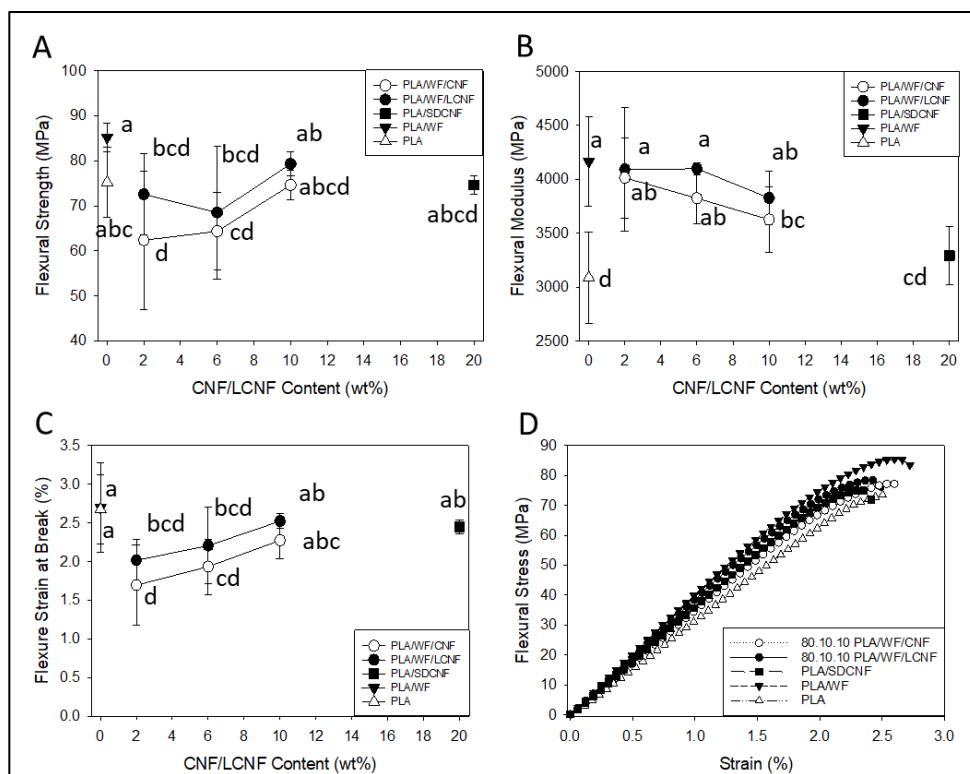 A
Flexural Strength (MPa)
100
90
80
70
60
50
40
a
abc
bcd
d
bcd
cd
ab
abcd
abcd
PLA/WF/CNF
PLA/WF/LCNF
PLA/SDCNF
PLA/WF
PLA
0 2 4 6 8 10 12 14 16 18 20
CNF/LCNF Content (wt%)
B
Flexural Modulus (MPa)
5000
4500
4000
3500
3000
2500
a
d
a
ab
a
ab
ab
bc
cd
PLA/WF/CNF
PLA/WF/LCNF
PLA/SDCNF
PLA/WF
PLA
0 2 4 6 8 10 12 14 16 18 20
CNF/LCNF Content (wt%)
C
Flexure Strain at Break (%)
3.5
3.0
2.5
2.0
1.5
1.0
0.5
0.0
a
a
bcd
d
bcd
cd
ab
abc
ab
PLA/WF/CNF
PLA/WF/LCNF
PLA/SDCNF
PLA/WF
PLA
0 2 4 6 8 10 12 14 16 18 20
CNF/LCNF Content (wt%)
D
Flexural Stress (MPa)
90
80
70
60
50
40
30
20
10
0
80.10.10 PLA/WF/CNF
80.10.10 PLA/WF/LCNF
PLA/SDCNF
PLA/WF
PLA
0.0 0.5 1.0 1.5 2.0 2.5 3.0
Strain (%)